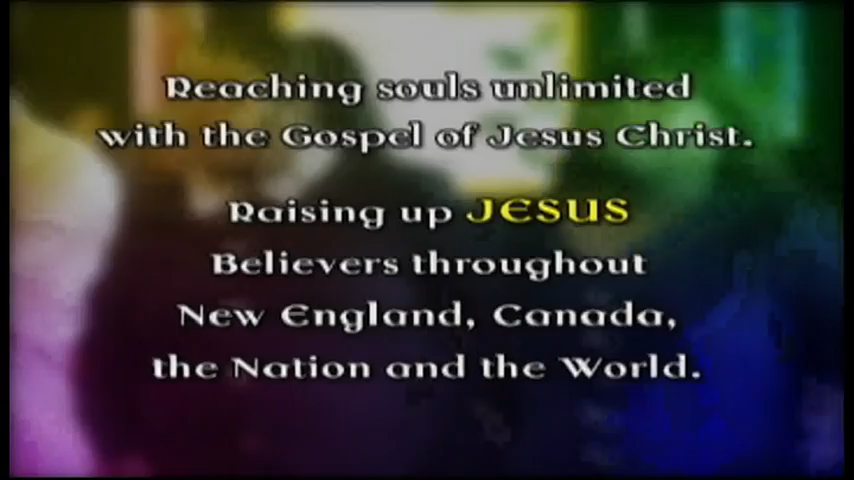 Reaching souls unlimited
with the Gospel of Jesus Christ.
Raising up JESUS
Believers throughout
New England, Canada,
the Nation and the World.